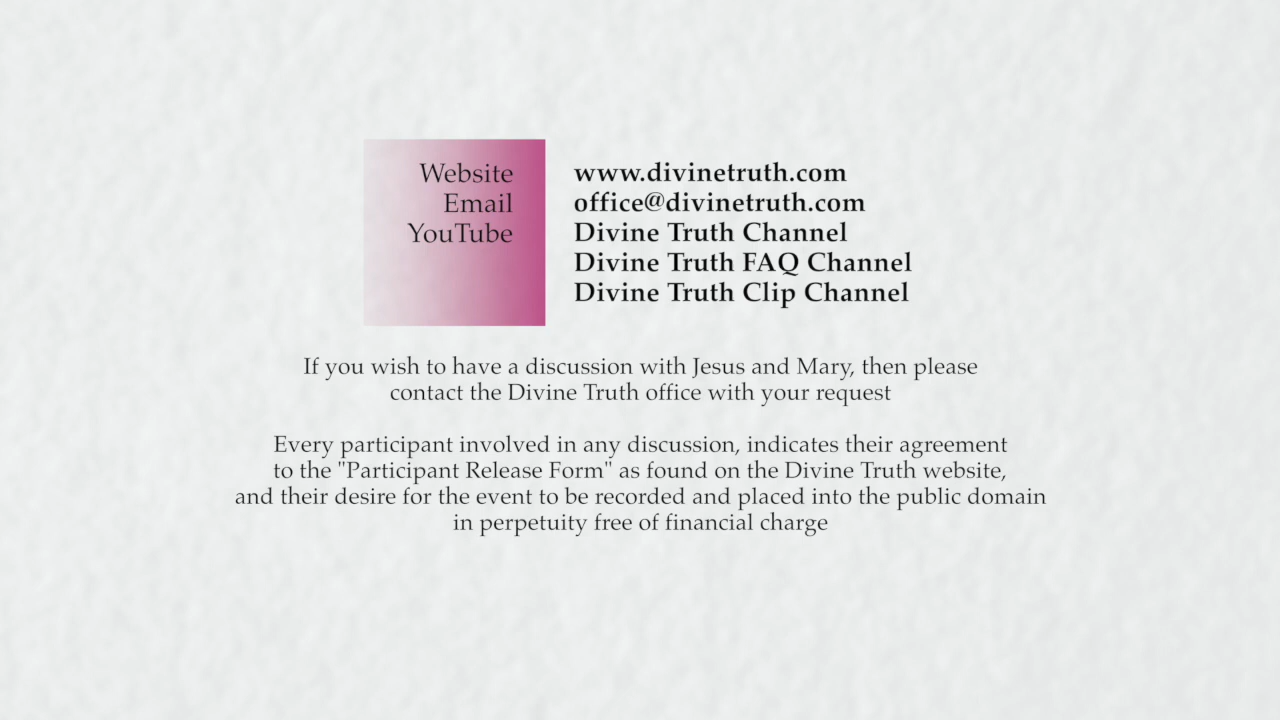 Website www.divinetruth.com
Email office@divinetruth.com
YouTube Divine Truth Channel
Divine Truth FAQ Channel
Divine Truth Clip Channel
If you wish to have a discussion with Jesus and Mary, then please
contact the Divine Truth office with your request
Every participant involved in any discussion, indicates their agreement
to the "Participant Release Form" as found on the Divine Truth website,
and their desire for the event to be recorded and placed into the public domain
in perpetuity free of financial charge